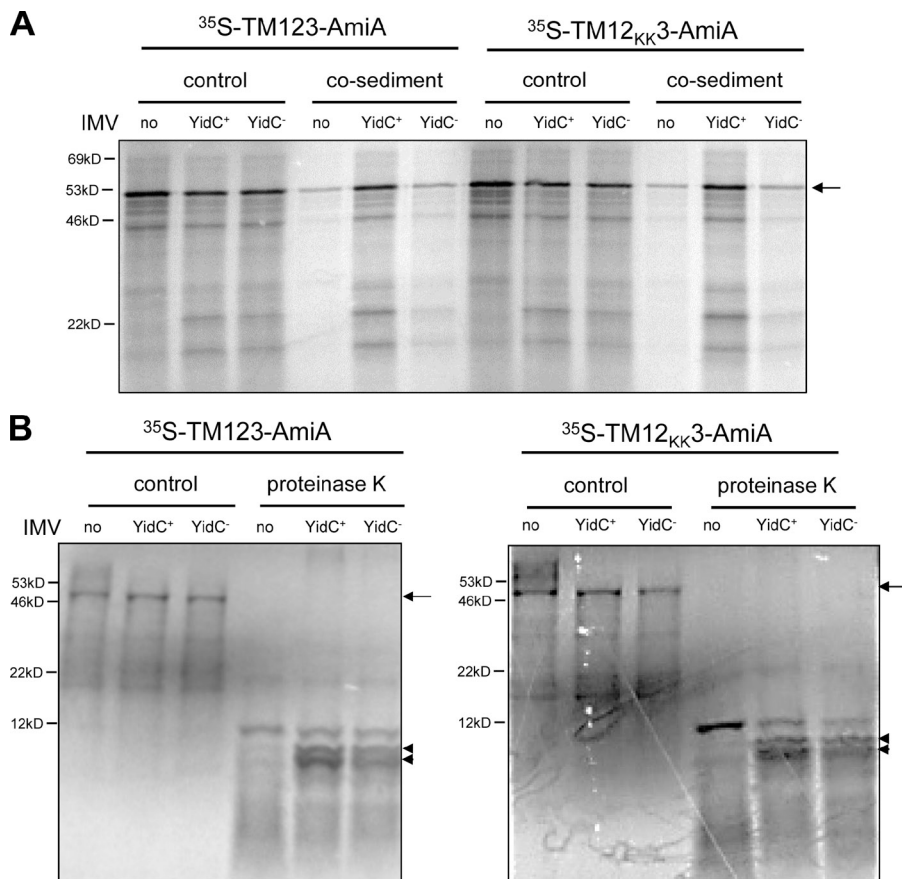 A
³⁵S-TM123-AmiA ³⁵S-TM12KK3-AmiA
control co-sediment control co-sediment
IMV no YidC⁺ YidC⁻ no YidC⁺ YidC⁻ no YidC⁺ YidC⁻ no YidC⁺ YidC⁻
69kD
53kD
46kD
22kD
B
³⁵S-TM123-AmiA ³⁵S-TM12KK3-AmiA
control proteinase K control proteinase K
IMV no YidC⁺ YidC⁻ no YidC⁺ YidC⁻ no YidC⁺ YidC⁻ no YidC⁺ YidC⁻
53kD 53kD
46kD 46kD
22kD 22kD
12kD 12kD